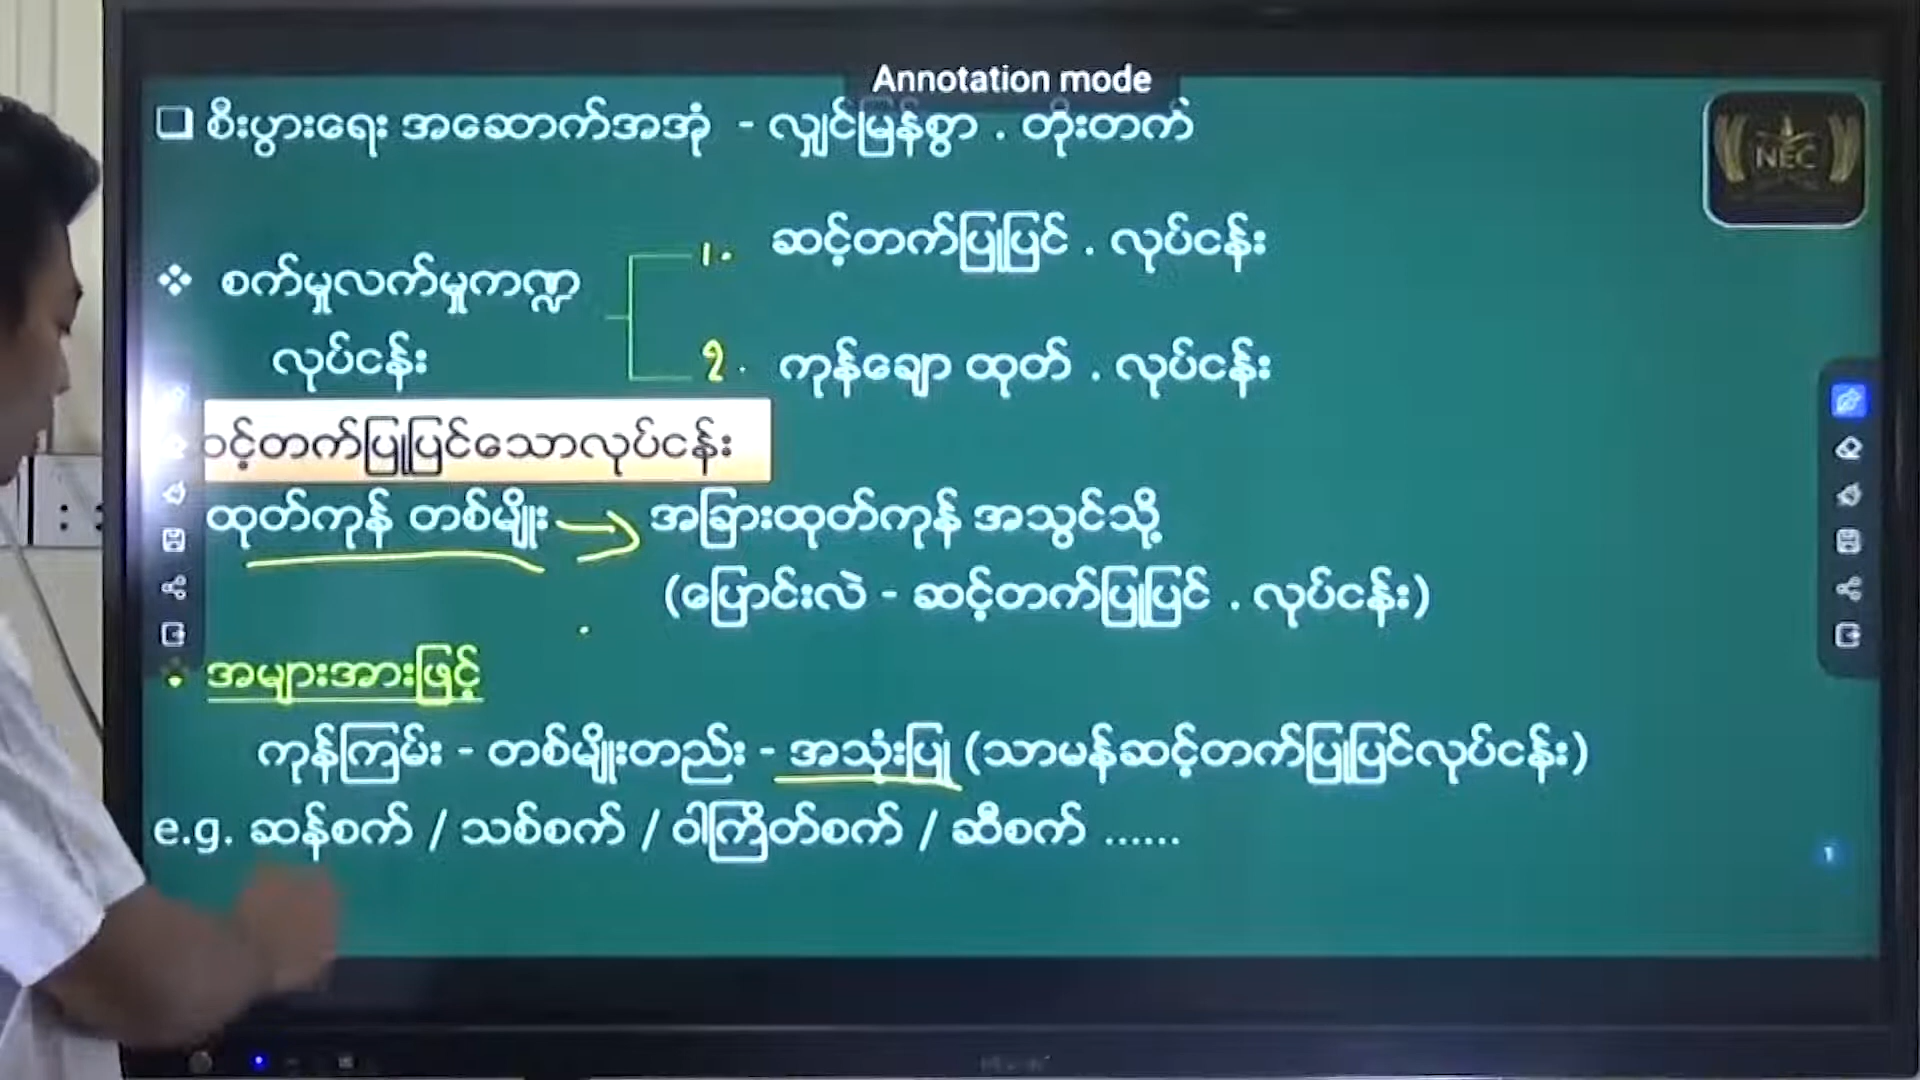 Annotation mode
စီးပွားရေး အဆောက်အအုံ - လျှင်မြန်စွာ . တိုးတက်
NEC
၁. ဆင့်တက်ပြုပြင် . လုပ်ငန်း
❖ စက်မှုလက်မှုကဏ္ဍ
လုပ်ငန်း
၂. ကုန်ချော ထုတ် . လုပ်ငန်း
ဆင့်တက်ပြုပြင်သောလုပ်ငန်း
ထုတ်ကုန် တစ်မျိုး → အခြားထုတ်ကုန် အသွင်သို့
(ပြောင်းလဲ - ဆင့်တက်ပြုပြင် . လုပ်ငန်း)
အများအားဖြင့်
ကုန်ကြမ်း - တစ်မျိုးတည်း - အသုံးပြု (သာမန်ဆင့်တက်ပြုပြင်လုပ်ငန်း)
e.g. ဆန်စက် / သစ်စက် / ဝါကြိတ်စက် / ဆီစက် ......
1